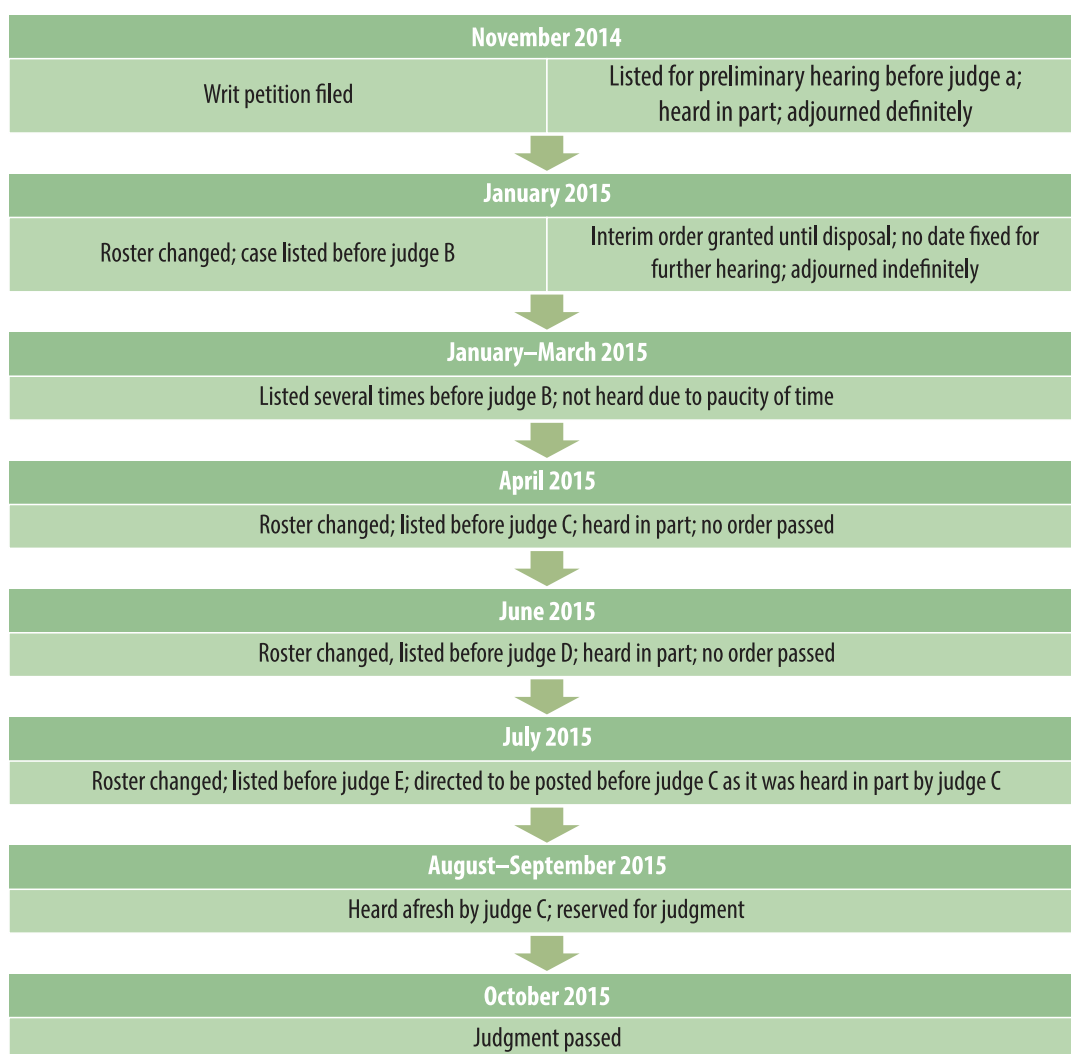 November 2014
Writ petition filed
Listed for preliminary hearing before judge a;
heard in part; adjourned definitely
January 2015
Roster changed; case listed before judge B
Interim order granted until disposal; no date fixed for
further hearing; adjourned indefinitely
January–March 2015
Listed several times before judge B; not heard due to paucity of time
April 2015
Roster changed; listed before judge C; heard in part; no order passed
June 2015
Roster changed, listed before judge D; heard in part; no order passed
July 2015
Roster changed; listed before judge E; directed to be posted before judge C as it was heard in part by judge C
August–September 2015
Heard afresh by judge C; reserved for judgment
October 2015
Judgment passed